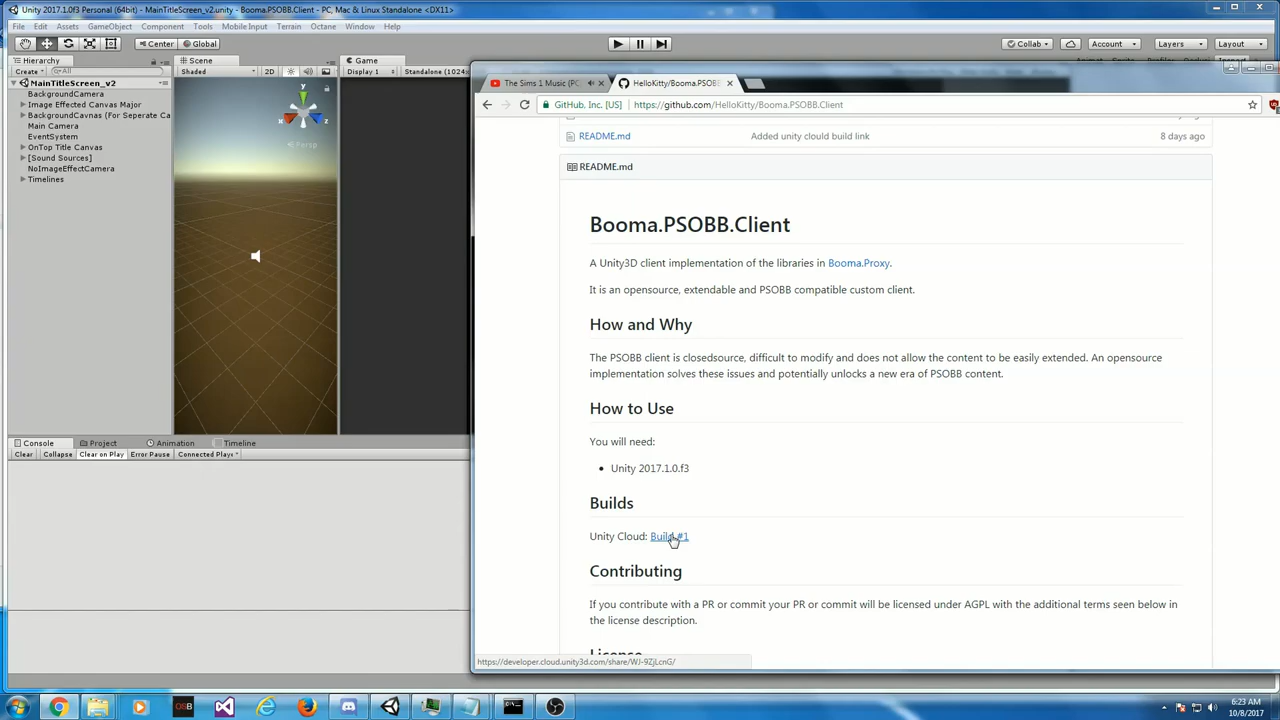 Unity 2017.1.0f3 Personal (64bit) - MainTitleScreen_v2.unity - Booma.PSOBB.Client - PC, Mac & Linux Standalone <DX11>
File Edit Assets GameObject Component Tools Mobile Input Terrain Octane Window Help
Center Global
Collab Account Layers Layout
Hierarchy
Create All
MainTitleScreen_v2
BackgroundCamera
Image Effected Canvas Major
BackgroundCavnas (For Seperate Ca
Main Camera
EventSystem
OnTop Title Canvas
[Sound Sources]
NoImageEffectCamera
Timelines
Scene
Shaded 2D
y
x
z
Persp
Game
Display 1 Standalone (1024x
The Sims 1 Music (PC
HelloKitty/Booma.PSOBB
GitHub, Inc. [US] https://github.com/HelloKitty/Booma.PSOBB.Client
README.md Added unity clould build link 8 days ago
README.md
Booma.PSOBB.Client
A Unity3D client implementation of the libraries in Booma.Proxy.
It is an opensource, extendable and PSOBB compatible custom client.
How and Why
The PSOBB client is closedsource, difficult to modify and does not allow the content to be easily extended. An opensource
implementation solves these issues and potentially unlocks a new era of PSOBB content.
How to Use
You will need:
Unity 2017.1.0.f3
Builds
Unity Cloud: Build #1
Contributing
If you contribute with a PR or commit your PR or commit will be licensed under AGPL with the additional terms seen below in
the license description.
License
https://developer.cloud.unity3d.com/share/WJ-9ZjLcnG/
Console Project Animation Timeline
Clear Collapse Clear on Play Error Pause Connected Playe
OSB
6:23 AM
10/8/2017